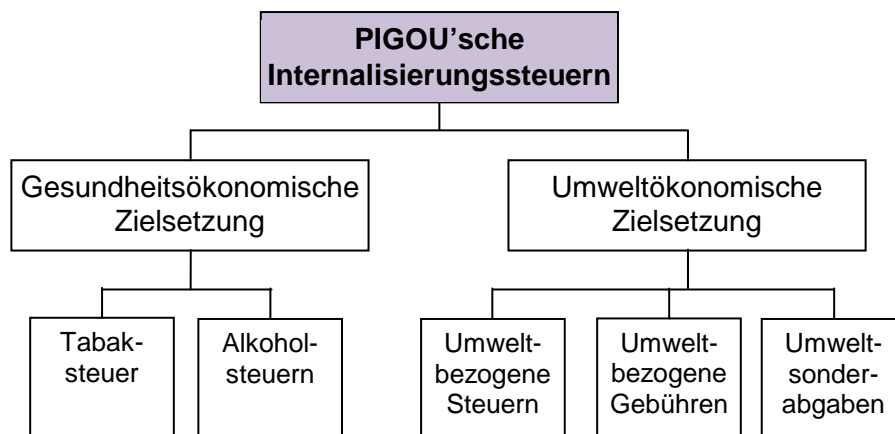 PIGOU’sche
Internalisierungssteuern
Gesundheitsökonomische
Zielsetzung
Umweltökonomische
Zielsetzung
Tabak-
steuer
Alkohol-
steuern
Umwelt-
bezogene
Steuern
Umwelt-
bezogene
Gebühren
Umwelt-
sonder-
abgaben